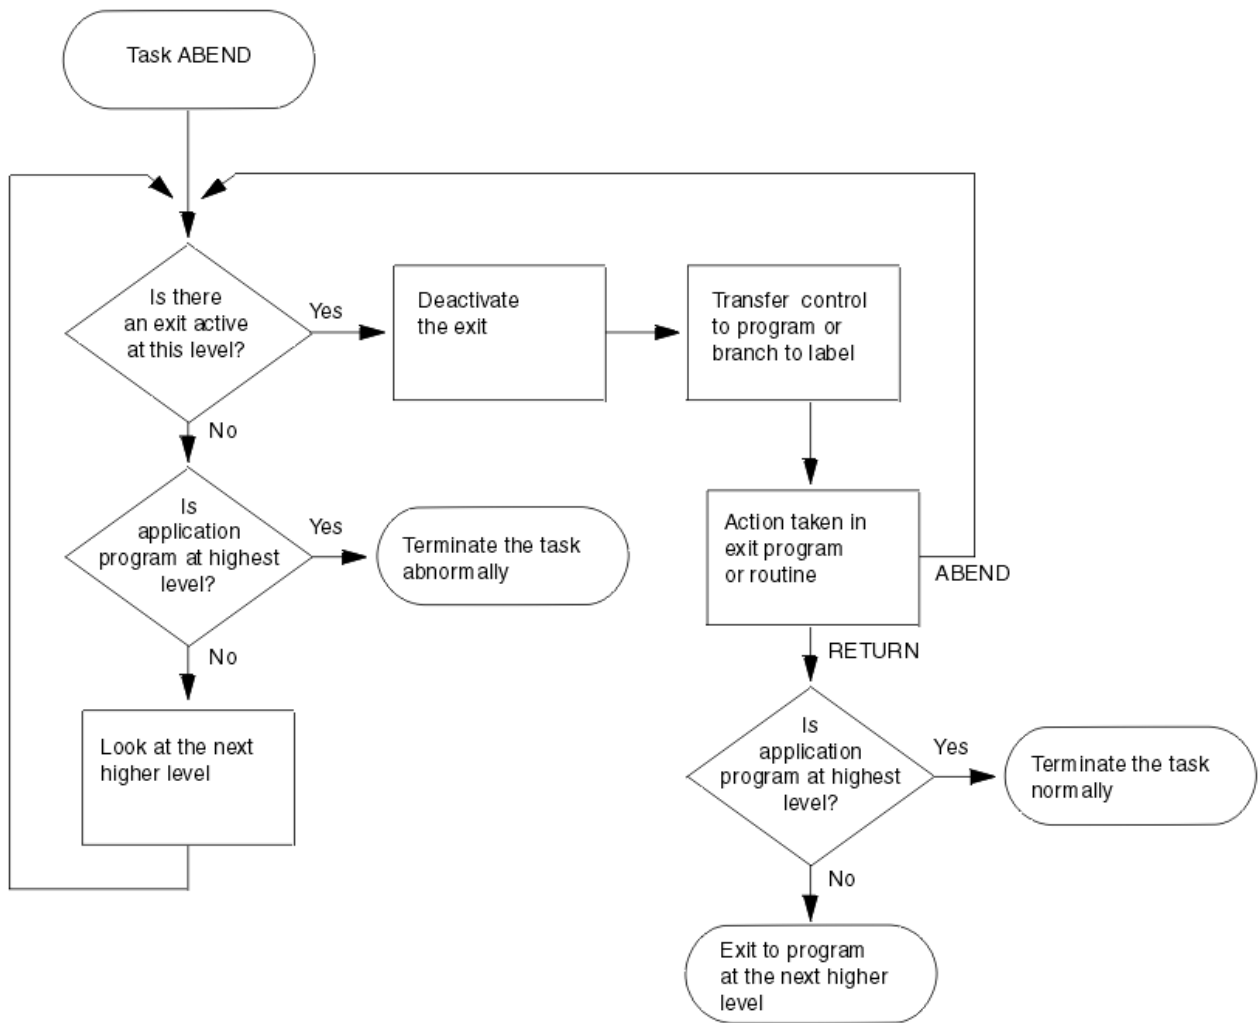 Task ABEND
Is there
an exit active
at this level?
Yes
Deactivate
the exit
Transfer control
to program or
branch to label
No
Is
application
program at highest
level?
Yes
Terminate the task
abnormally
Action taken in
exit program
or routine
ABEND
RETURN
No
Look at the next
higher level
Is
application
program at highest
level?
Yes
Terminate the task
normally
No
Exit to program
at the next higher
level